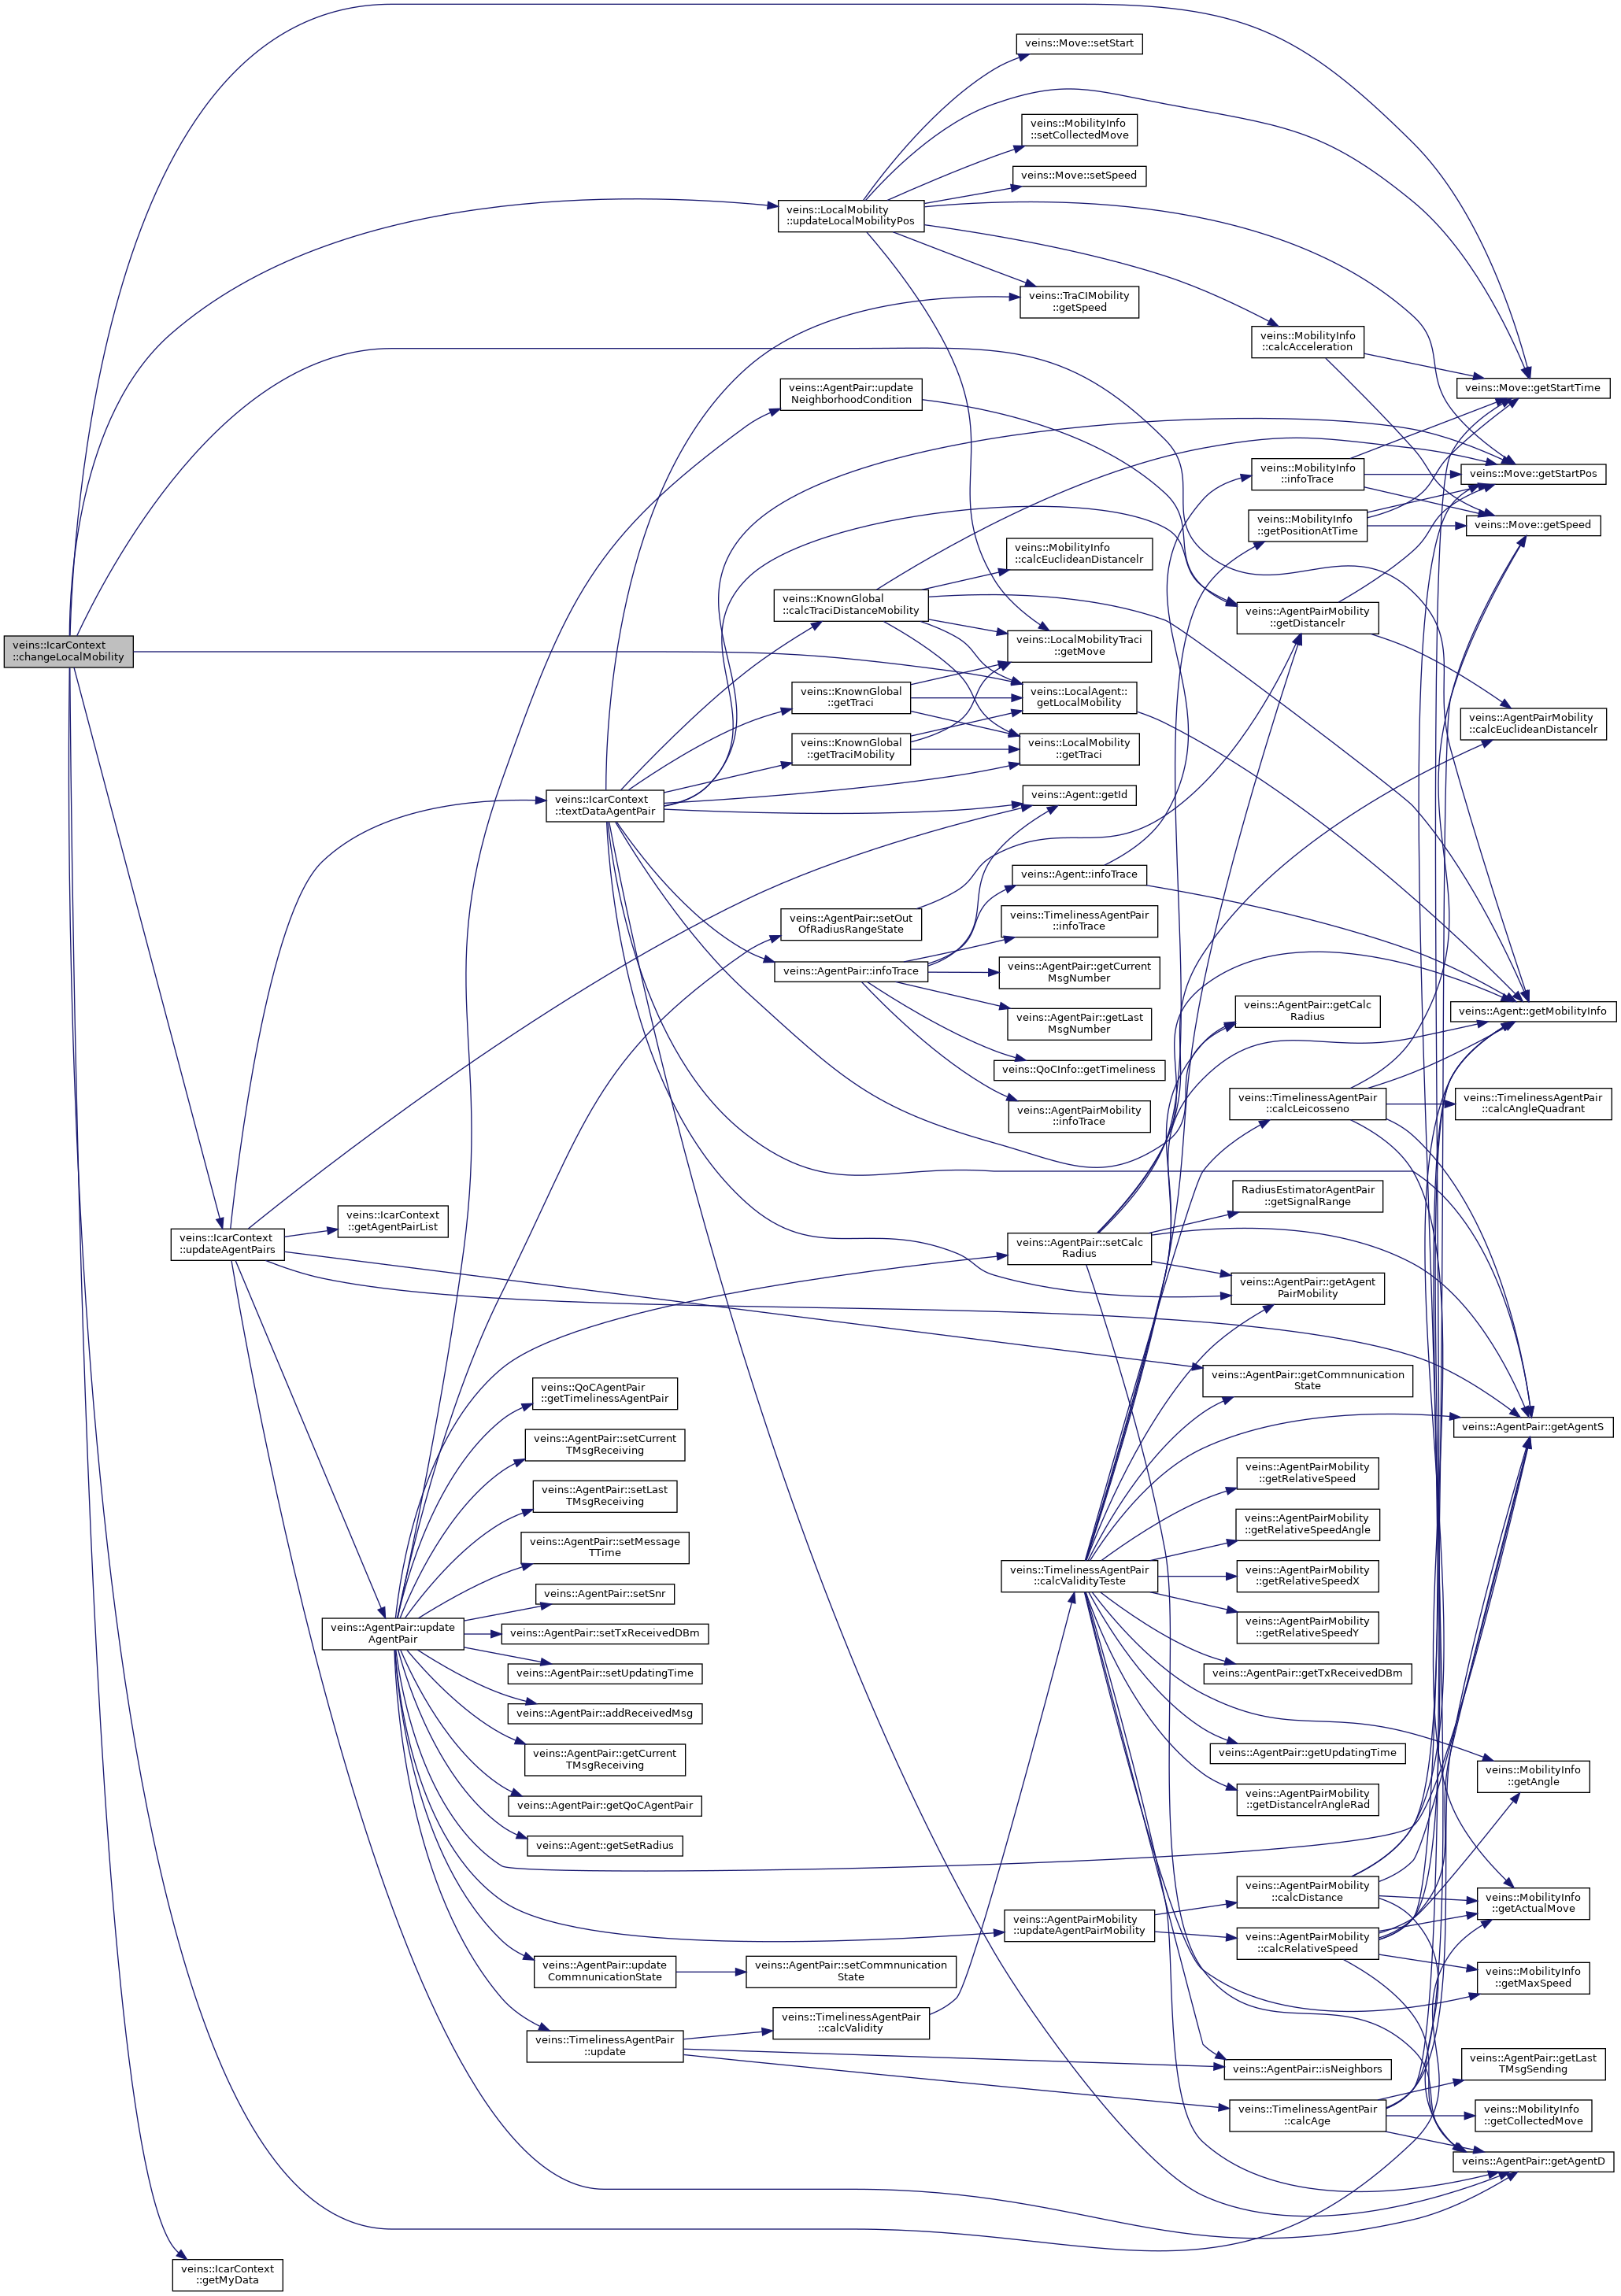 veins::Move::setStart
veins::MobilityInfo
::setCollectedMove
veins::Move::setSpeed
veins::LocalMobility
::updateLocalMobilityPos
veins::TraCIMobility
::getSpeed
veins::MobilityInfo
::calcAcceleration
veins::Move::getStartTime
veins::AgentPair::update
NeighborhoodCondition
veins::MobilityInfo
::infoTrace
veins::Move::getStartPos
veins::MobilityInfo
::getPositionAtTime
veins::Move::getSpeed
veins::MobilityInfo
::calcEuclideanDistancelr
veins::KnownGlobal
::calcTraciDistanceMobility
veins::AgentPairMobility
::getDistancelr
veins::IcarContext
::changeLocalMobility
veins::LocalMobilityTraci
::getMove
veins::KnownGlobal
::getTraci
veins::LocalAgent::
getLocalMobility
veins::AgentPairMobility
::calcEuclideanDistancelr
veins::KnownGlobal
::getTraciMobility
veins::LocalMobility
::getTraci
veins::IcarContext
::textDataAgentPair
veins::Agent::getId
veins::Agent::infoTrace
veins::AgentPair::setOut
OfRadiusRangeState
veins::TimelinessAgentPair
::infoTrace
veins::AgentPair::infoTrace
veins::AgentPair::getCurrent
MsgNumber
veins::AgentPair::getCalc
Radius
veins::Agent::getMobilityInfo
veins::AgentPair::getLast
MsgNumber
veins::QoCInfo::getTimeliness
veins::AgentPairMobility
::infoTrace
veins::TimelinessAgentPair
::calcLeicosseno
veins::TimelinessAgentPair
::calcAngleQuadrant
RadiusEstimatorAgentPair
::getSignalRange
veins::IcarContext
::getAgentPairList
veins::IcarContext
::updateAgentPairs
veins::AgentPair::setCalc
Radius
veins::AgentPair::getAgent
PairMobility
veins::AgentPair::getCommnunication
State
veins::QoCAgentPair
::getTimelinessAgentPair
veins::AgentPair::getAgentS
veins::AgentPair::setCurrent
TMsgReceiving
veins::AgentPairMobility
::getRelativeSpeed
veins::AgentPair::setLast
TMsgReceiving
veins::AgentPairMobility
::getRelativeSpeedAngle
veins::AgentPair::setMessage
TTime
veins::TimelinessAgentPair
::calcValidityTeste
veins::AgentPairMobility
::getRelativeSpeedX
veins::AgentPair::setSnr
veins::AgentPair::update
AgentPair
veins::AgentPair::setTxReceivedDBm
veins::AgentPairMobility
::getRelativeSpeedY
veins::AgentPair::setUpdatingTime
veins::AgentPair::getTxReceivedDBm
veins::AgentPair::addReceivedMsg
veins::AgentPair::getCurrent
TMsgReceiving
veins::AgentPair::getUpdatingTime
veins::MobilityInfo
::getAngle
veins::AgentPair::getQoCAgentPair
veins::AgentPairMobility
::getDistancelrAngleRad
veins::Agent::getSetRadius
veins::AgentPairMobility
::calcDistance
veins::MobilityInfo
::getActualMove
veins::AgentPairMobility
::updateAgentPairMobility
veins::AgentPairMobility
::calcRelativeSpeed
veins::AgentPair::update
CommnunicationState
veins::AgentPair::setCommnunication
State
veins::MobilityInfo
::getMaxSpeed
veins::TimelinessAgentPair
::calcValidity
veins::TimelinessAgentPair
::update
veins::AgentPair::isNeighbors
veins::AgentPair::getLast
TMsgSending
veins::TimelinessAgentPair
::calcAge
veins::MobilityInfo
::getCollectedMove
veins::AgentPair::getAgentD
veins::IcarContext
::getMyData